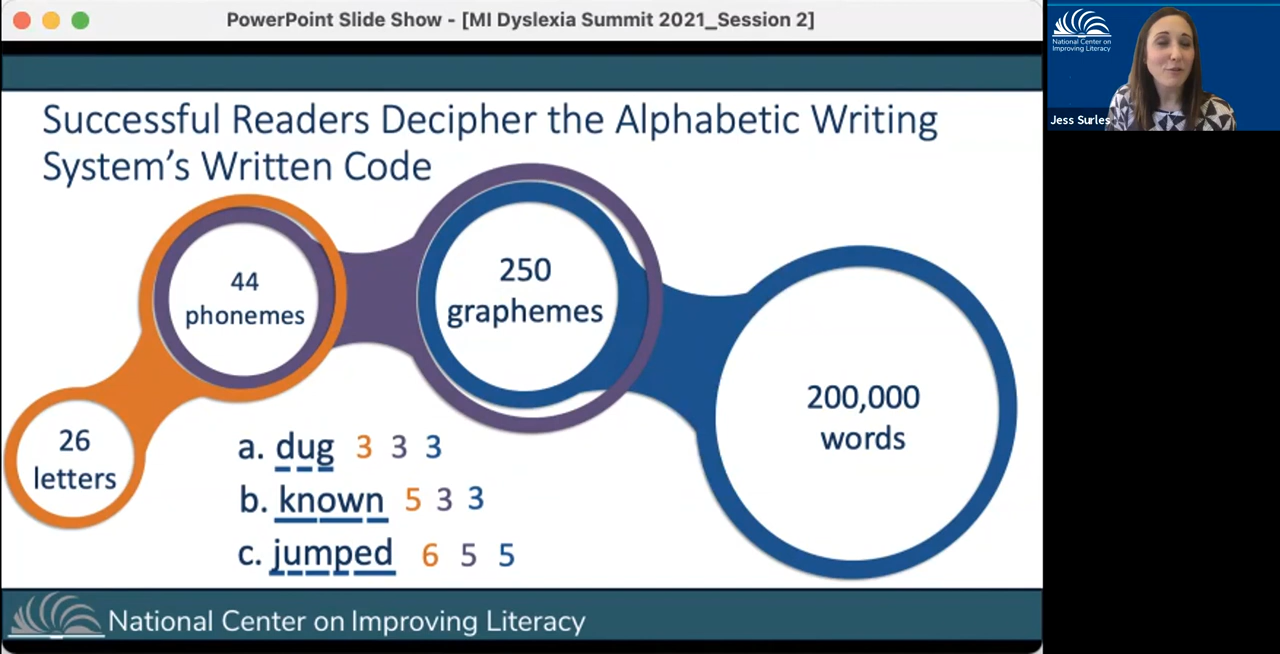 PowerPoint Slide Show - [MI Dyslexia Summit 2021_Session 2]
National Center on
Improving Literacy
Jess Surles
Successful Readers Decipher the Alphabetic Writing
System's Written Code
44
phonemes
250
graphemes
200,000
words
26
letters
a. dug 3 3 3
b. known 5 3 3
c. jumped 6 5 5
National Center on Improving Literacy